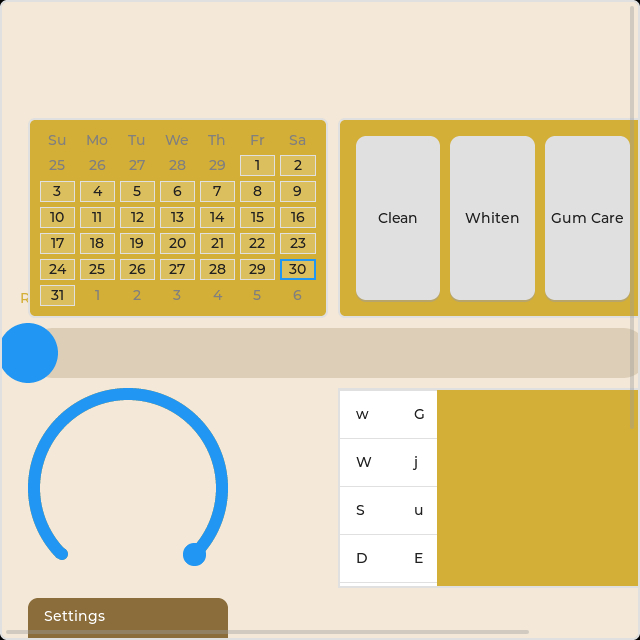 Su Mo Tu We Th Fr Sa
25 26 27 28 29 1 2
3 4 5 6 7 8 9
10 11 12 13 14 15 16
17 18 19 20 21 22 23
24 25 26 27 28 29 30
31 1 2 3 4 5 6
Clean Whiten Gum Care
w G
W j
S u
D E
Settings